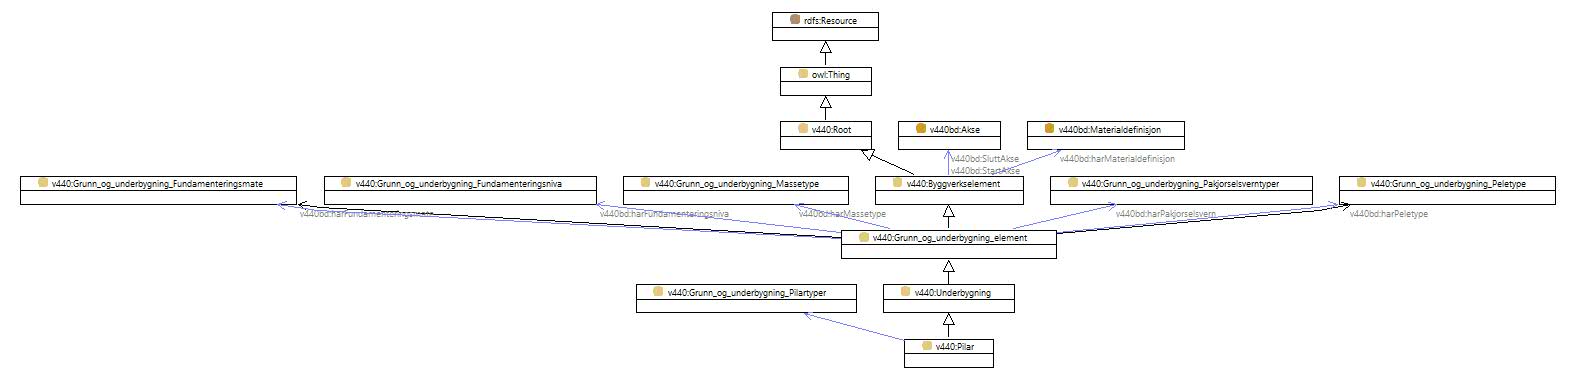 rdfs:Resource
owl:Thing
v440:Root
v440bd:Akse
v440bd:Materialdefinisjon
v440bd:SluttAkse
v440bd:StartAkse
v440bd:harMaterialdefinisjon
v440:Grunn_og_underbygning_Fundamenteringsmate
v440:Grunn_og_underbygning_Fundamenteringsniva
v440:Grunn_og_underbygning_Massetype
v440:Byggverkselement
v440:Grunn_og_underbygning_Pakjorselsverntyper
v440:Grunn_og_underbygning_Peletype
v440bd:harFundamenteringsmate
v440bd:harFundamenteringsniva
v440bd:harMassetype
v440bd:harPakjorselsvern
v440bd:harPeletype
v440:Grunn_og_underbygning_element
v440:Grunn_og_underbygning_Pilartyper
v440:Underbygning
v440:Pilar